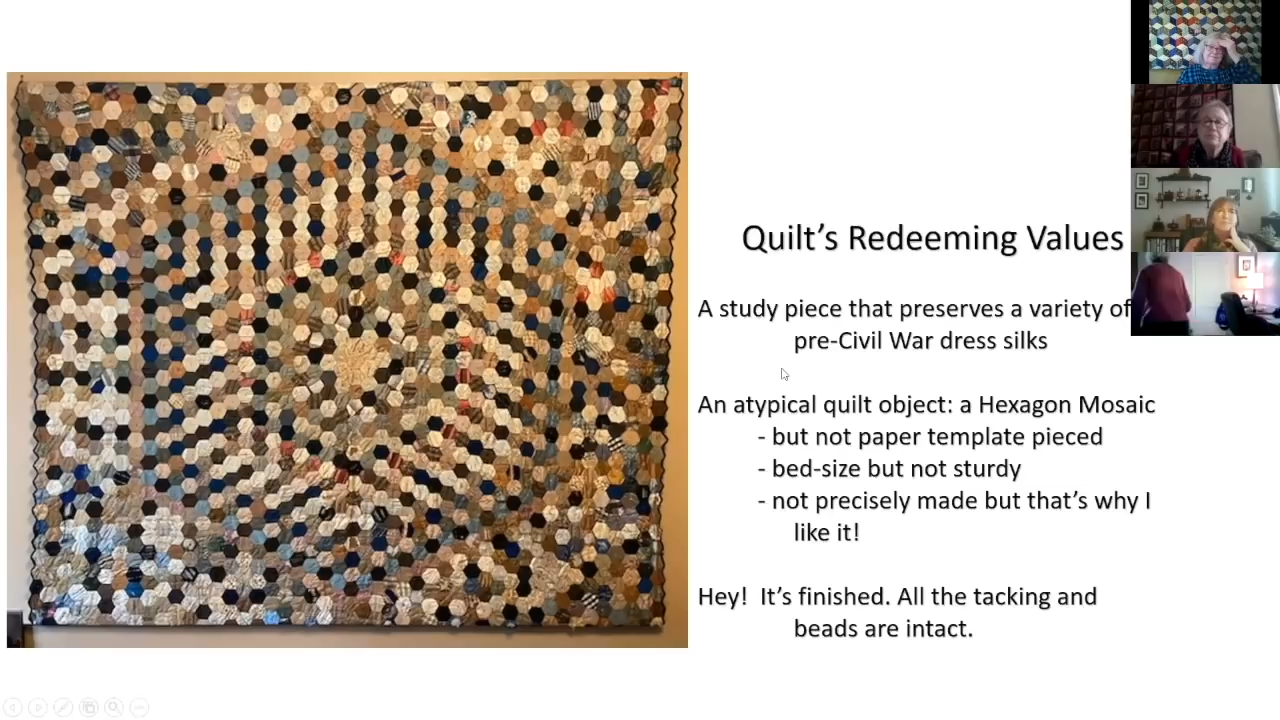 Quilt's Redeeming Values
A study piece that preserves a variety of
pre-Civil War dress silks
An atypical quilt object: a Hexagon Mosaic
- but not paper template pieced
- bed-size but not sturdy
- not precisely made but that's why I
like it!
Hey!  It's finished. All the tacking and
beads are intact.